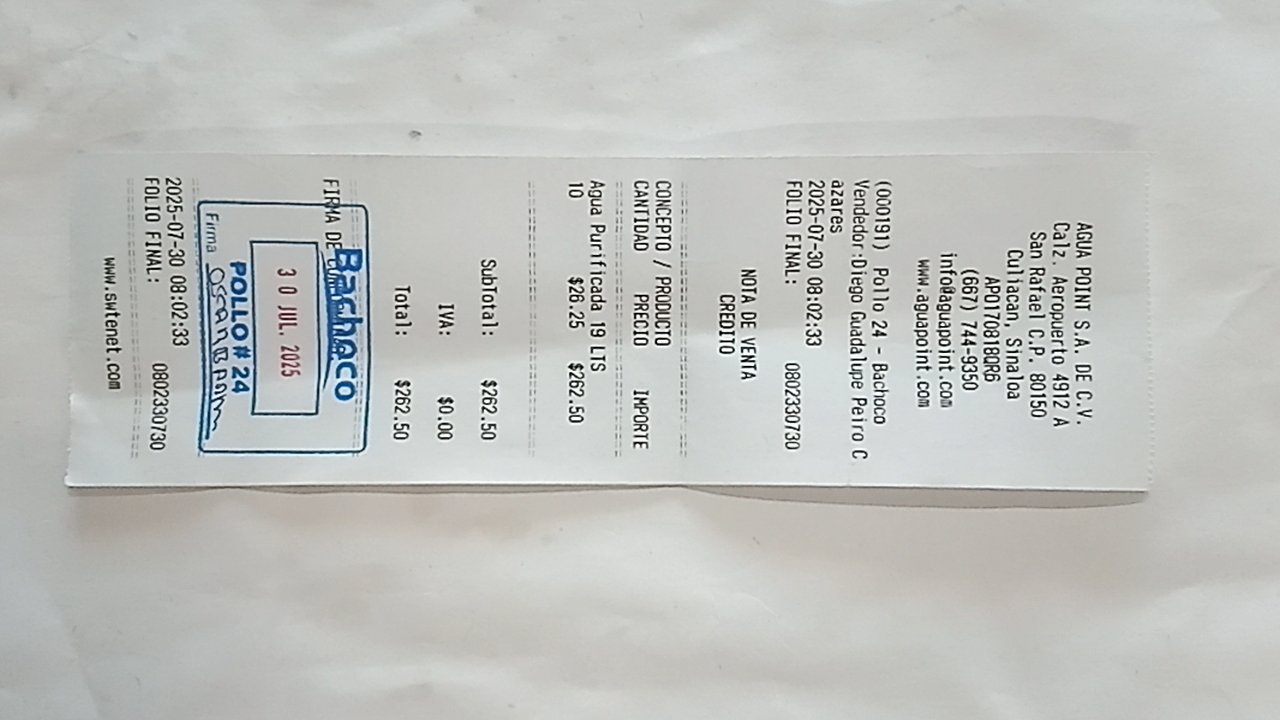 AGUA POINT S.A. DE C.V.
Calz. Aeropuerto 4912 A
San Rafael C.P. 80150
Culiacan, Sinaloa
APO170818QR6
(667) 744-9350
info@aguapoint.com
www.aguapoint.com
(000191) Pollo 24 - Bachoco
Vendedor:Diego Guadalupe Peiro C
azares
2025-07-30 08:02:33
FOLIO FINAL: 0802330730
NOTA DE VENTA
CREDITO
CONCEPTO / PRODUCTO
CANTIDAD PRECIO IMPORTE
Agua Purificada 19 LTS
10 $26.25 $262.50
SubTotal: $262.50
IVA: $0.00
Total: $262.50
FIRMA DE
Bachoco
30 JUL. 2025
POLLO # 24
Firma
2025-07-30 08:02:33
FOLIO FINAL: 0802330730
www.swtenet.com